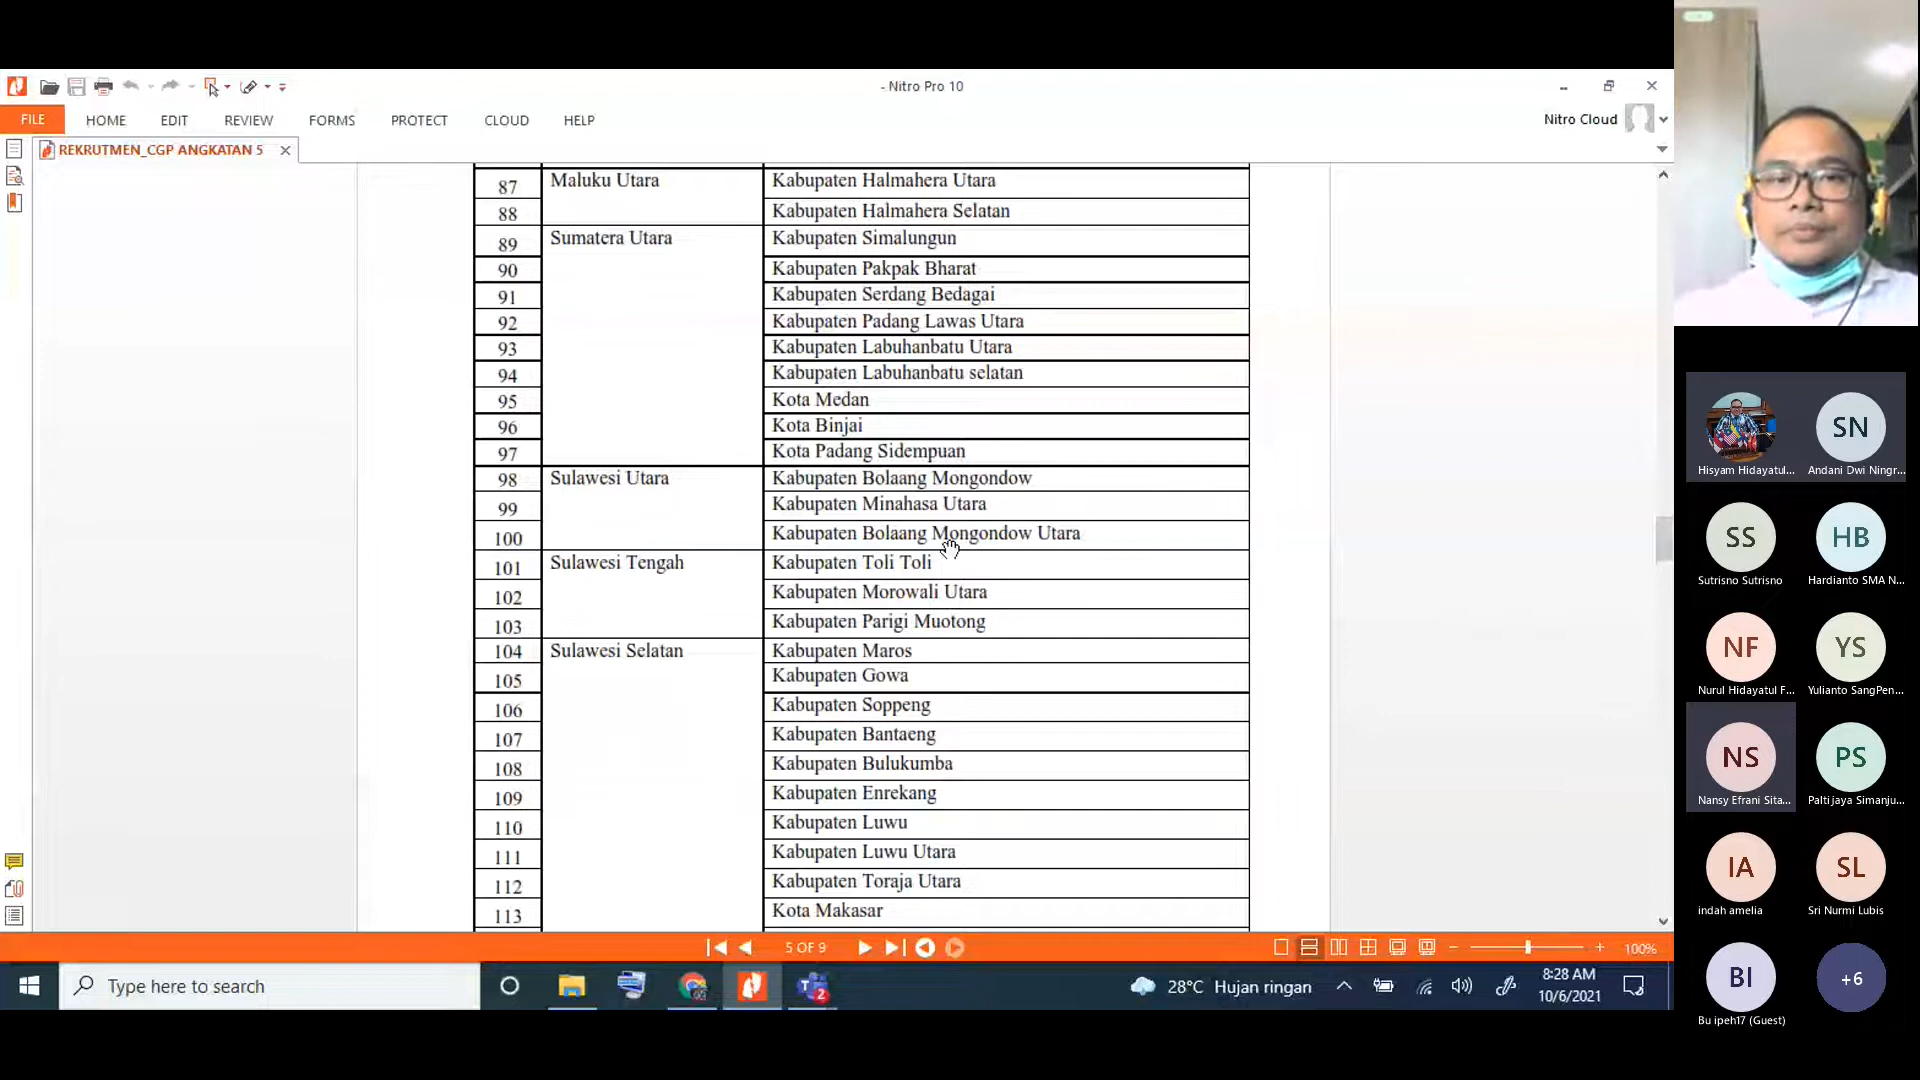 - Nitro Pro 10
FILE HOME EDIT REVIEW FORMS PROTECT CLOUD HELP
Nitro Cloud
REKRUTMEN_CGP ANGKATAN 5
87 Maluku Utara Kabupaten Halmahera Utara
88 Kabupaten Halmahera Selatan
89 Sumatera Utara Kabupaten Simalungun
90 Kabupaten Pakpak Bharat
91 Kabupaten Serdang Bedagai
92 Kabupaten Padang Lawas Utara
93 Kabupaten Labuhanbatu Utara
94 Kabupaten Labuhanbatu selatan
95 Kota Medan
96 Kota Binjai
97 Kota Padang Sidempuan
98 Sulawesi Utara Kabupaten Bolaang Mongondow
99 Kabupaten Minahasa Utara
100 Kabupaten Bolaang Mongondow Utara
101 Sulawesi Tengah Kabupaten Toli Toli
102 Kabupaten Morowali Utara
103 Kabupaten Parigi Muotong
104 Sulawesi Selatan Kabupaten Maros
105 Kabupaten Gowa
106 Kabupaten Soppeng
107 Kabupaten Bantaeng
108 Kabupaten Bulukumba
109 Kabupaten Enrekang
110 Kabupaten Luwu
111 Kabupaten Luwu Utara
112 Kabupaten Toraja Utara
113 Kota Makasar
5 OF 9
100%
Type here to search
2
28°C Hujan ringan
8:28 AM
10/6/2021
SN
Hisyam Hidayatul... Andani Dwi Ningr...
SS HB
Sutrisno Sutrisno Hardianto SMA N...
NF YS
Nurul Hidayatul F... Yulianto SangPen...
NS PS
Nansy Efrani Sita... Palti jaya Simanju...
IA SL
indah amelia Sri Nurmi Lubis
BI +6
Bu ipeh17 (Guest)